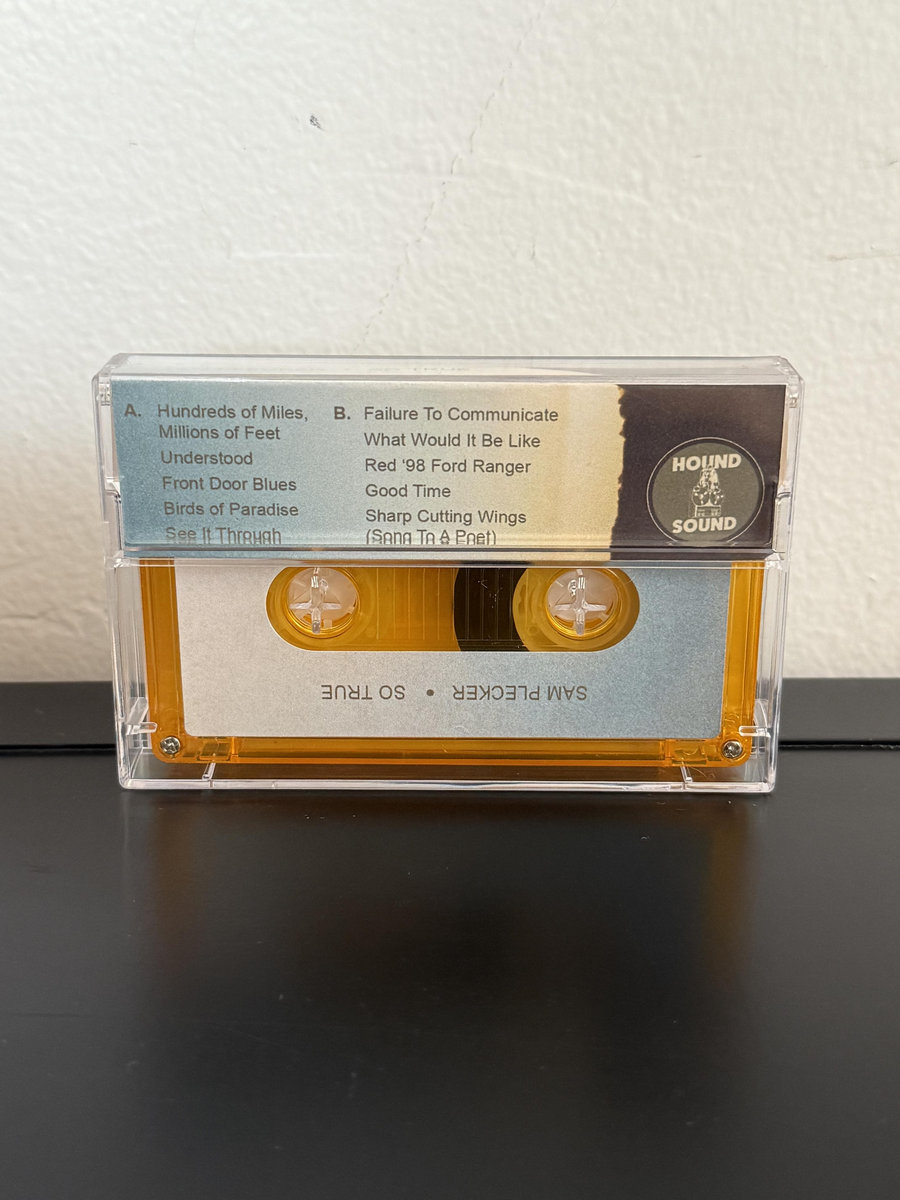 A. Hundreds of Miles,
Millions of Feet
Understood
Front Door Blues
Birds of Paradise
See It Through
B. Failure To Communicate
What Would It Be Like
Red ‘98 Ford Ranger
Good Time
Sharp Cutting Wings
(Song To A Poet)
HOUND
SOUND
SAM PLECKER • SO TRUE